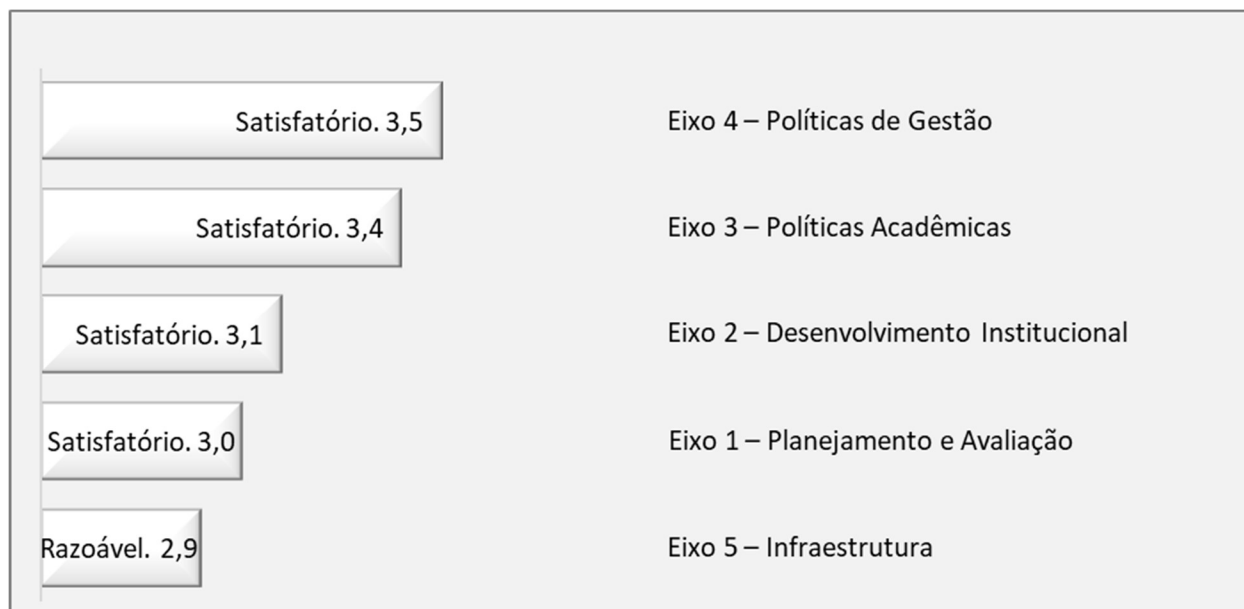 Satisfatório. 3,5 Eixo 4 – Políticas de Gestão
Satisfatório. 3,4 Eixo 3 – Políticas Acadêmicas
Satisfatório. 3,1 Eixo 2 – Desenvolvimento Institucional
Satisfatório. 3,0 Eixo 1 – Planejamento e Avaliação
Razoável. 2,9 Eixo 5 – Infraestrutura